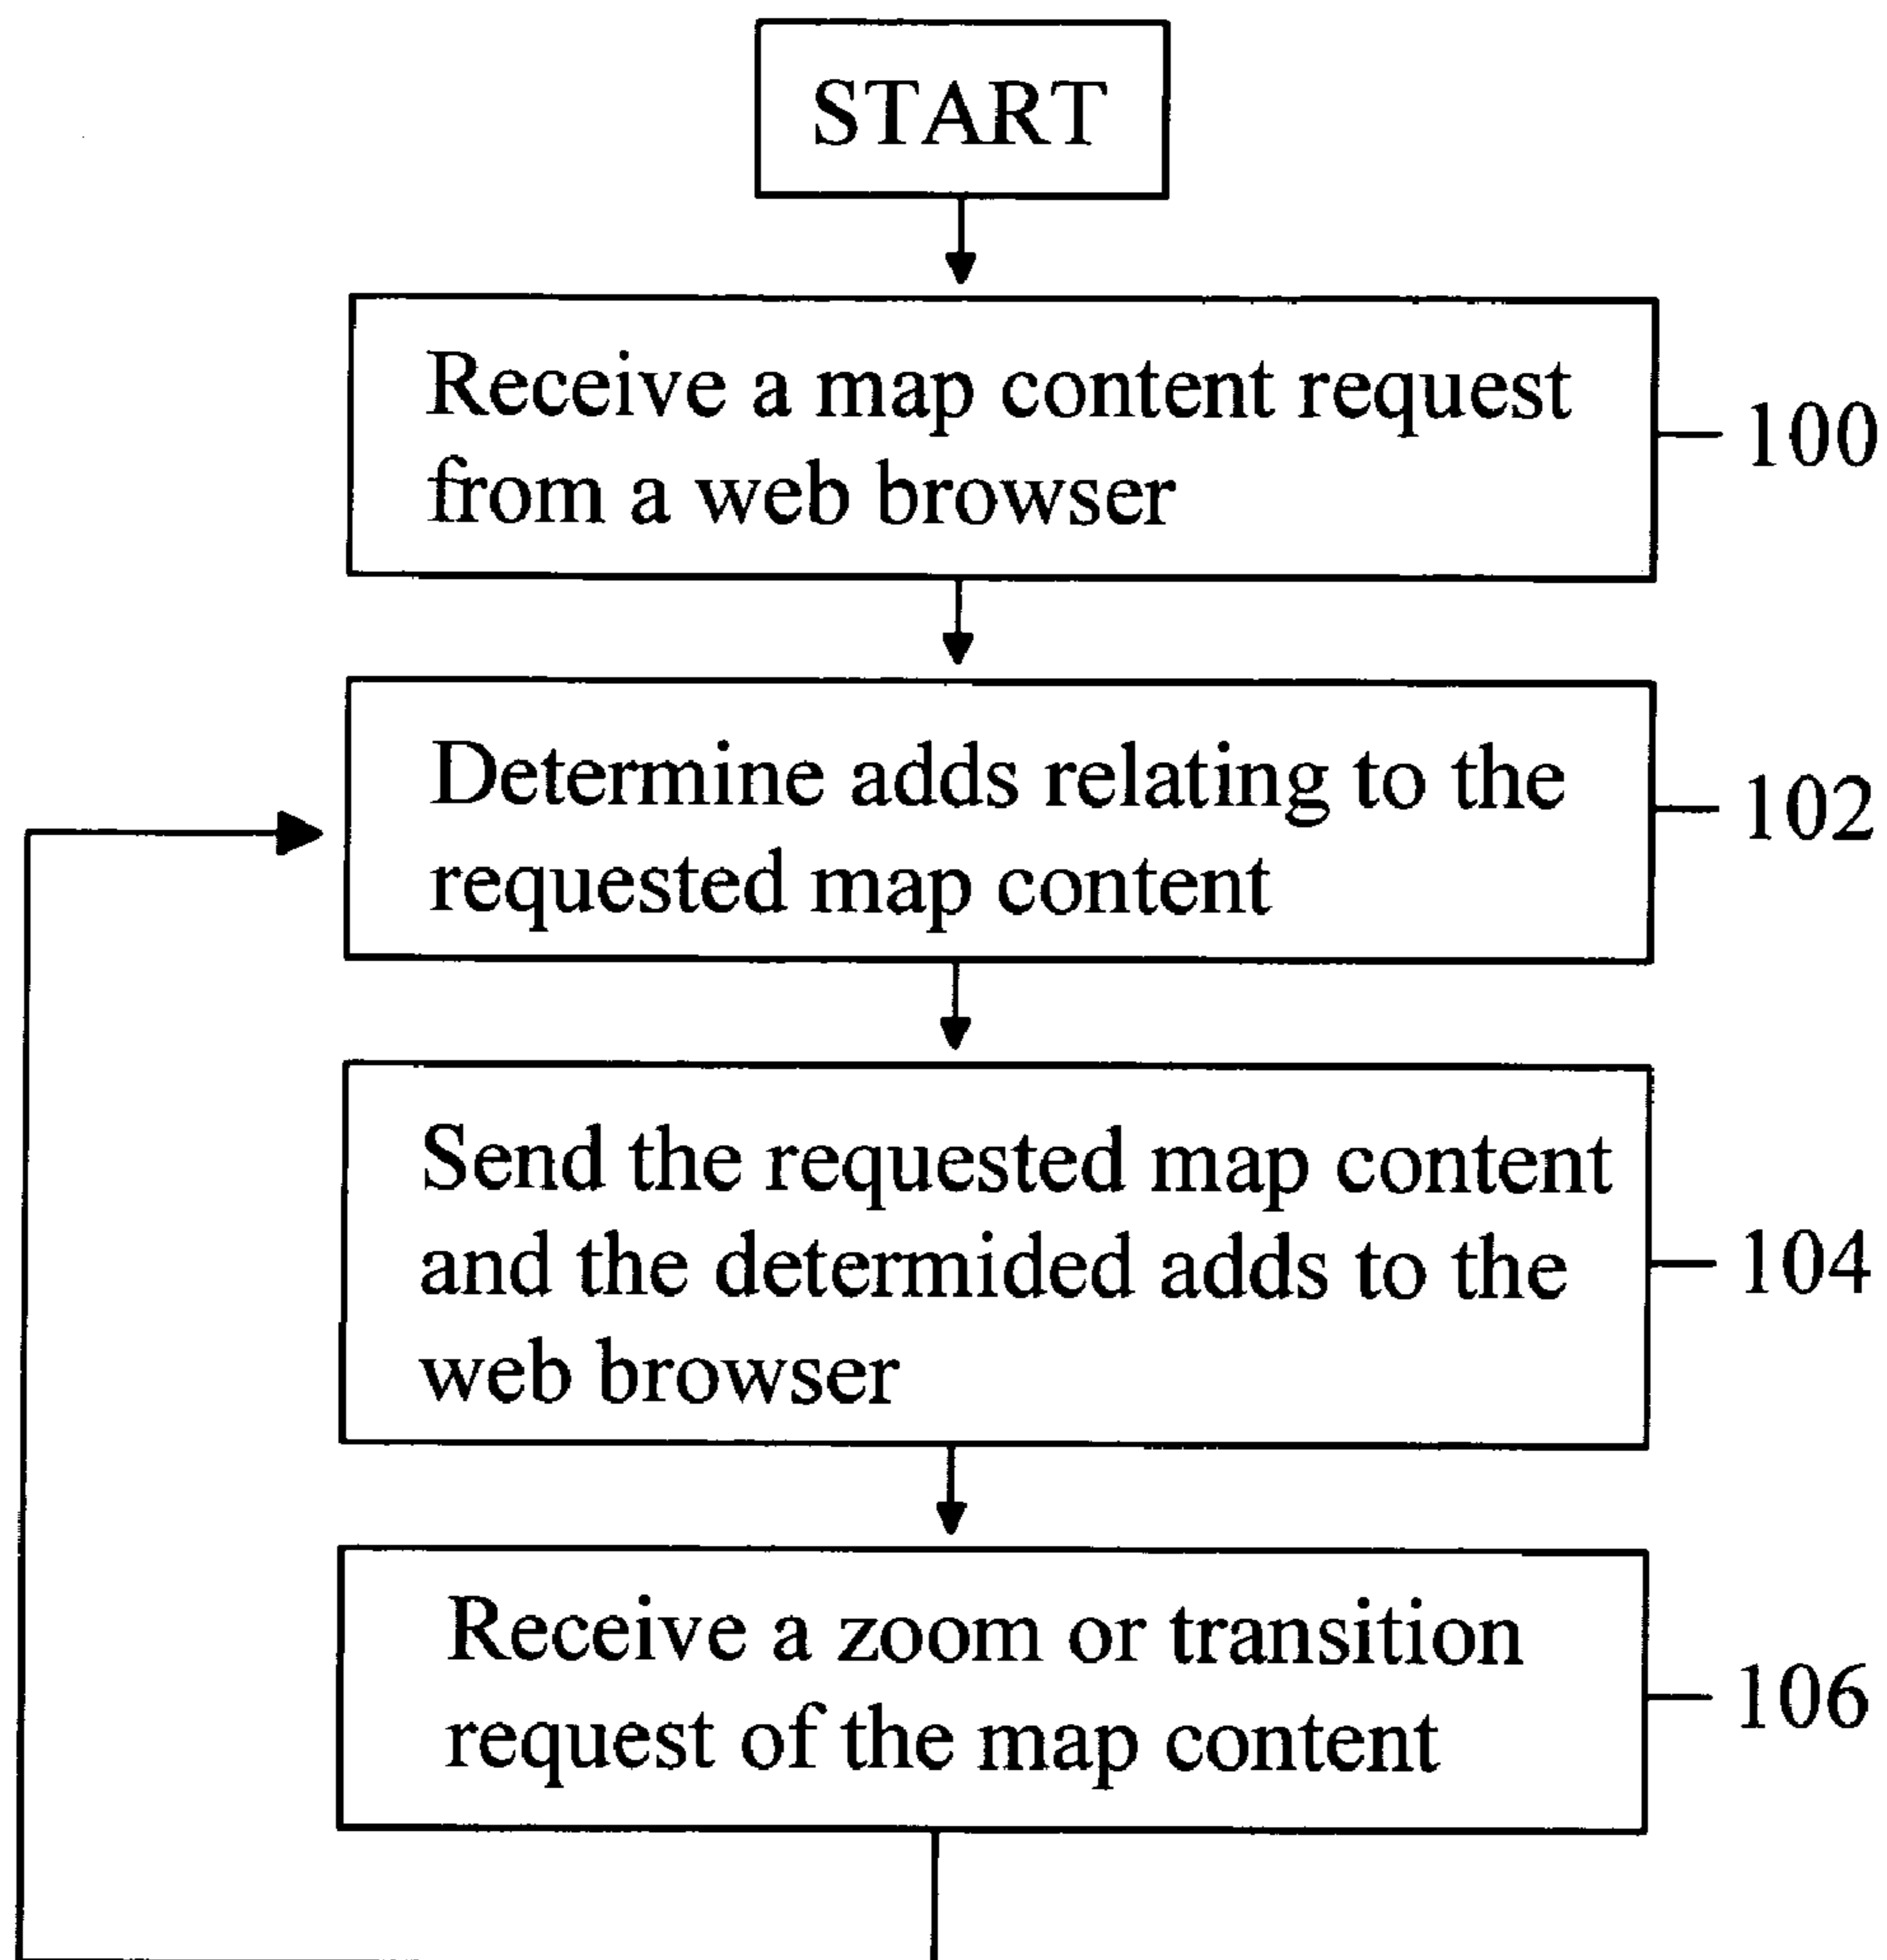 START
Receive a map content request
from a web browser
100
Determine adds relating to the
requested map content
102
Send the requested map content
and the determided adds to the
web browser
104
Receive a zoom or transition
request of the map content
106